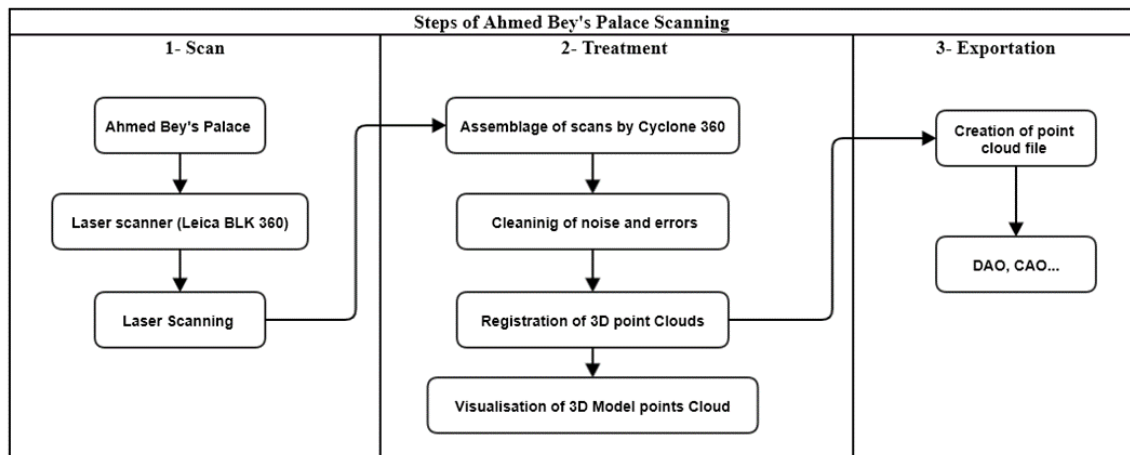 Steps of Ahmed Bey's Palace Scanning
1- Scan
Ahmed Bey's Palace
Laser scanner (Leica BLK 360)
Laser Scanning
2- Treatment
Assemblage of scans by Cyclone 360
Cleaninig of noise and errors
Registration of 3D point Clouds
Visualisation of 3D Model points Cloud
3- Exportation
Creation of point
cloud file
DAO, CAO...